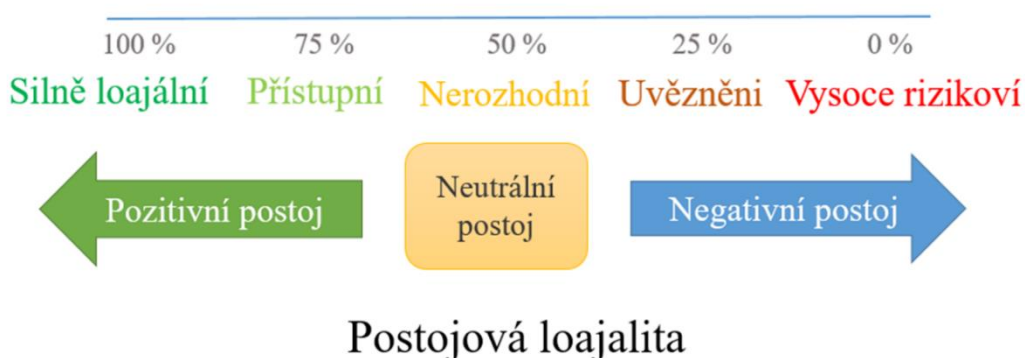 100 % 75 % 50 % 25 % 0 %
Silně loajální Přístupní Nerozhodní Uvězněni Vysoce rizikoví
Pozitivní postoj
Neutrální
postoj
Negativní postoj
Postojová loajalita